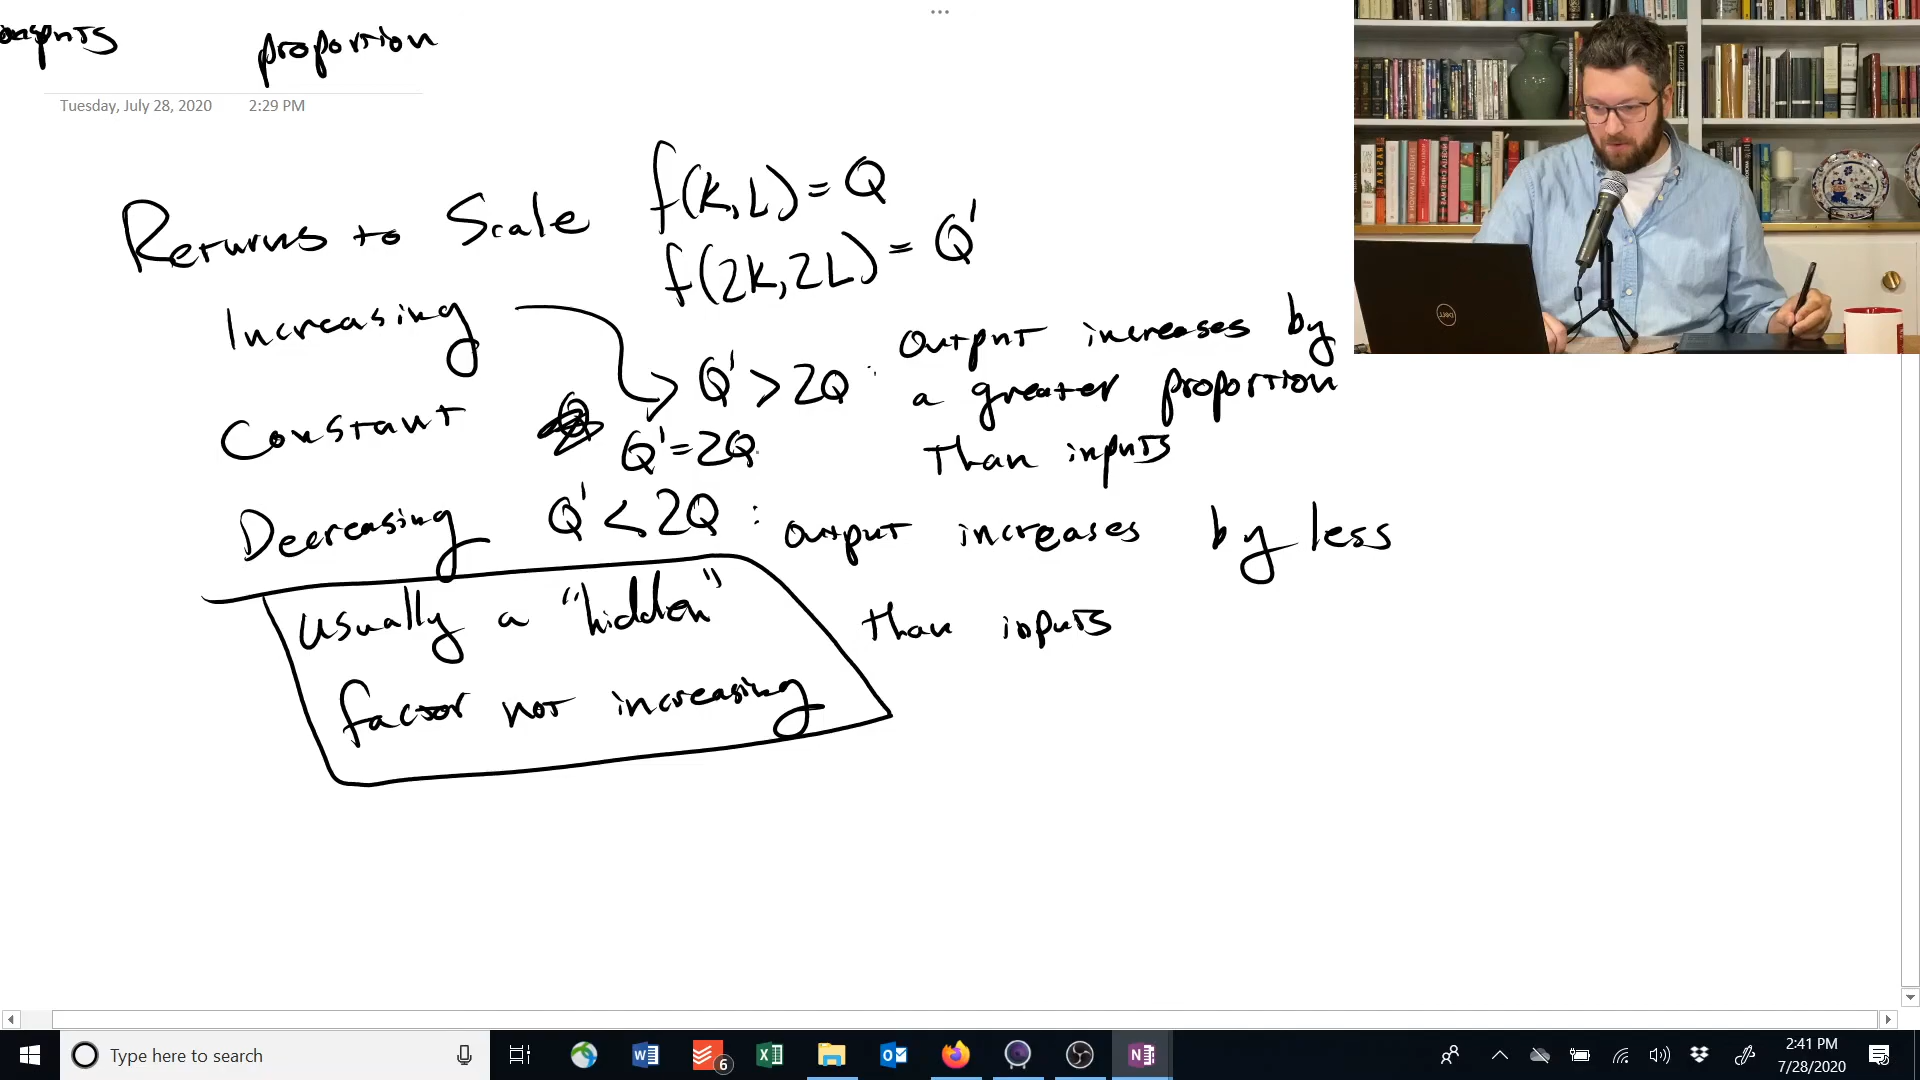 proportion
Tuesday, July 28, 2020 2:29 PM
Returns to Scale f(K,L) = Q
f(2K,2L) = Q'
Increasing
Q' > 2Q : output increases by
a greater proportion
than inputs
Constant Q' = 2Q
Decreasing Q' < 2Q : output increases by less
than inputs
usually a "hidden"
factor not increasing
Type here to search
6
2:41 PM
7/28/2020